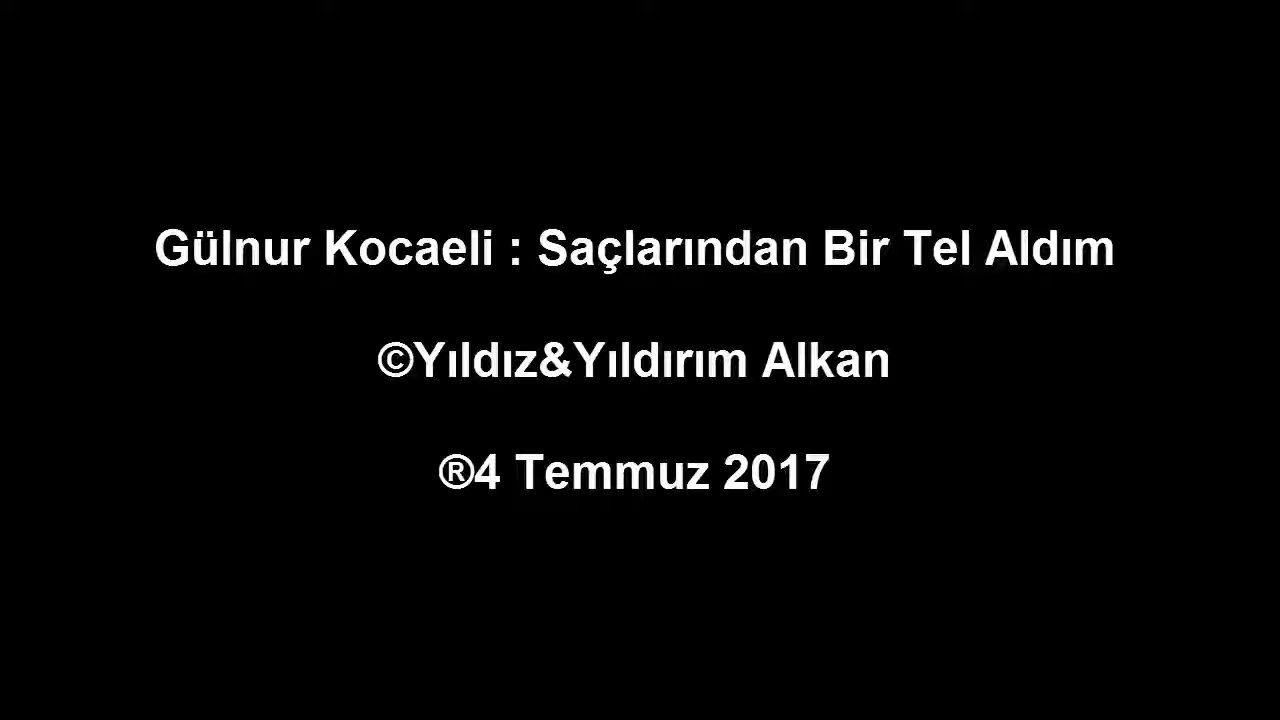 Gülnur Kocaeli : Saçlarından Bir Tel Aldım
©Yıldız&Yıldırım Alkan
®4 Temmuz 2017